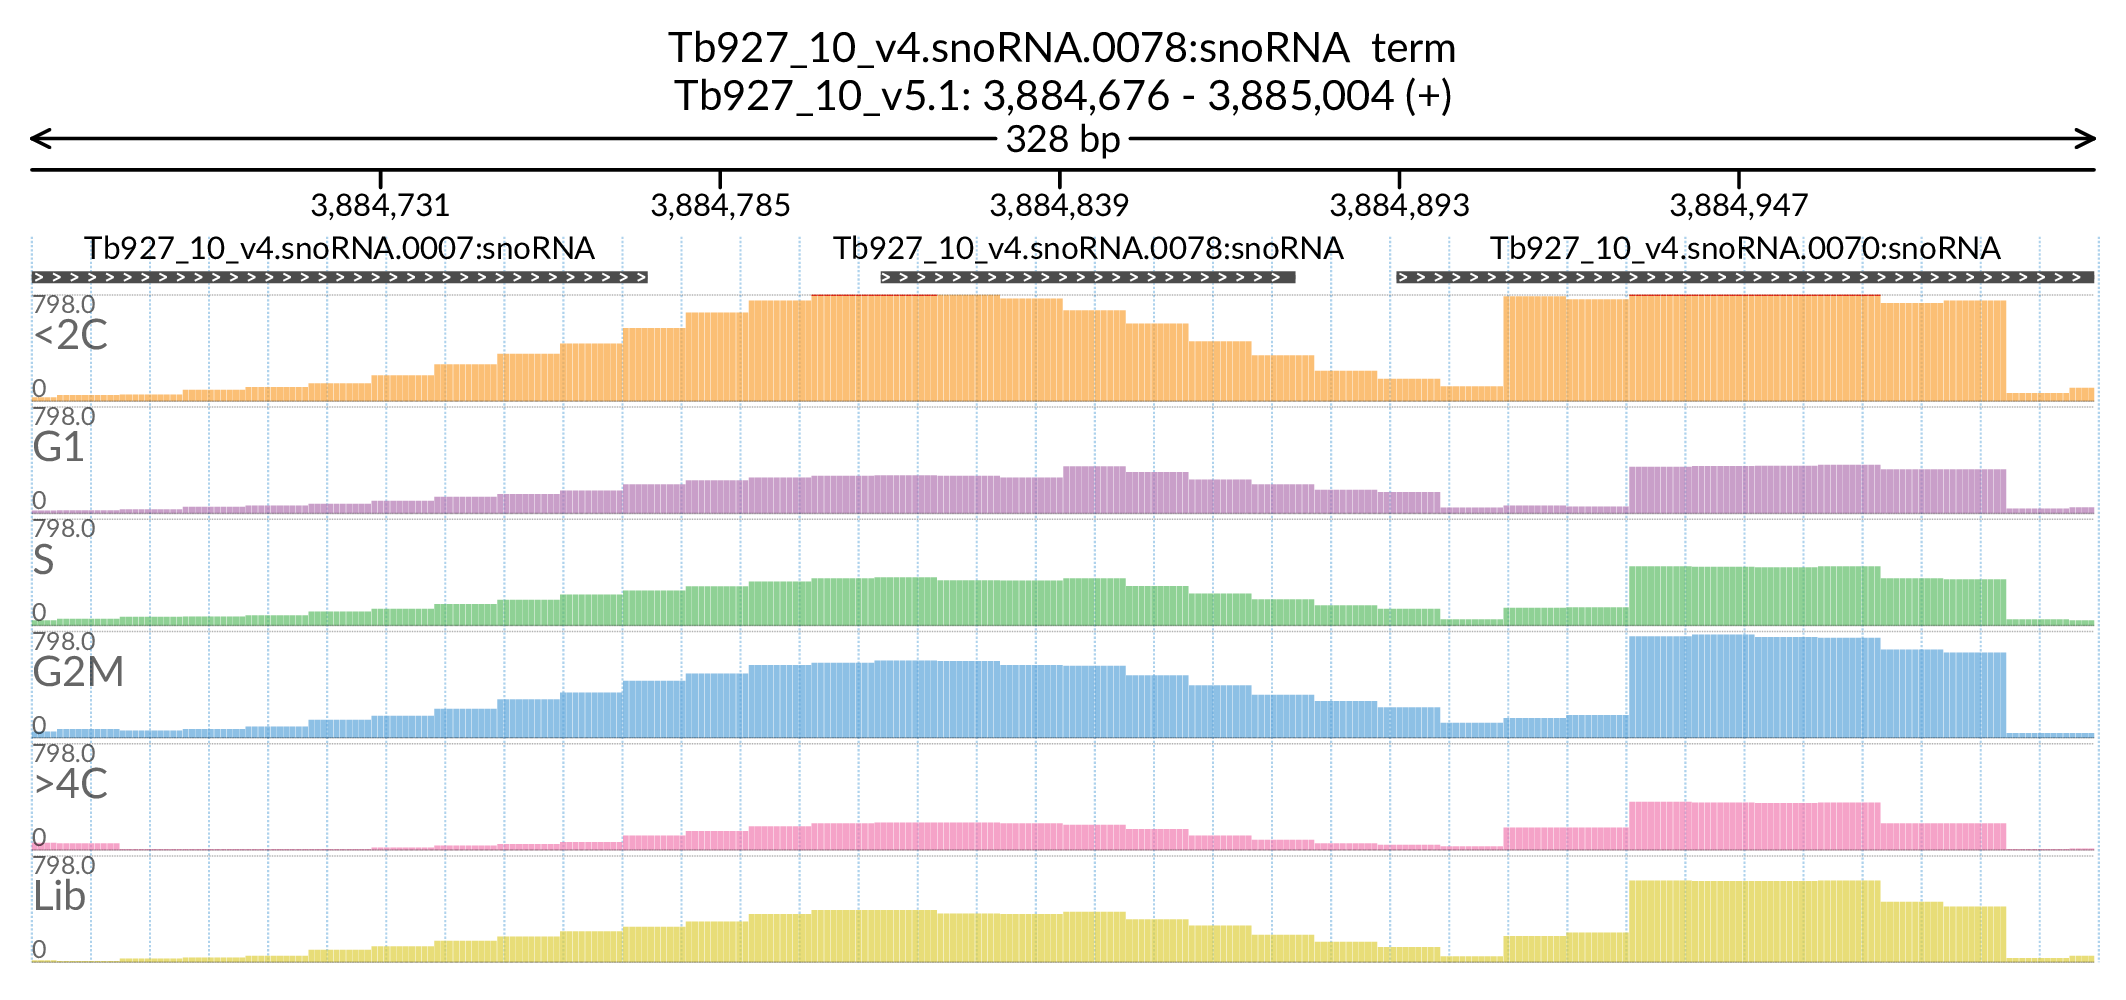 Tb927_10_v4.snoRNA.0078:snoRNA term
Tb927_10_v5.1: 3,884,676 - 3,885,004 (+)
328 bp
3,884,731 3,884,785 3,884,839 3,884,893 3,884,947
Tb927_10_v4.snoRNA.0007:snoRNA Tb927_10_v4.snoRNA.0078:snoRNA Tb927_10_v4.snoRNA.0070:snoRNA
798.0
<2C
0
798.0
G1
0
798.0
S
0
798.0
G2M
0
798.0
>4C
0
798.0
Lib
0